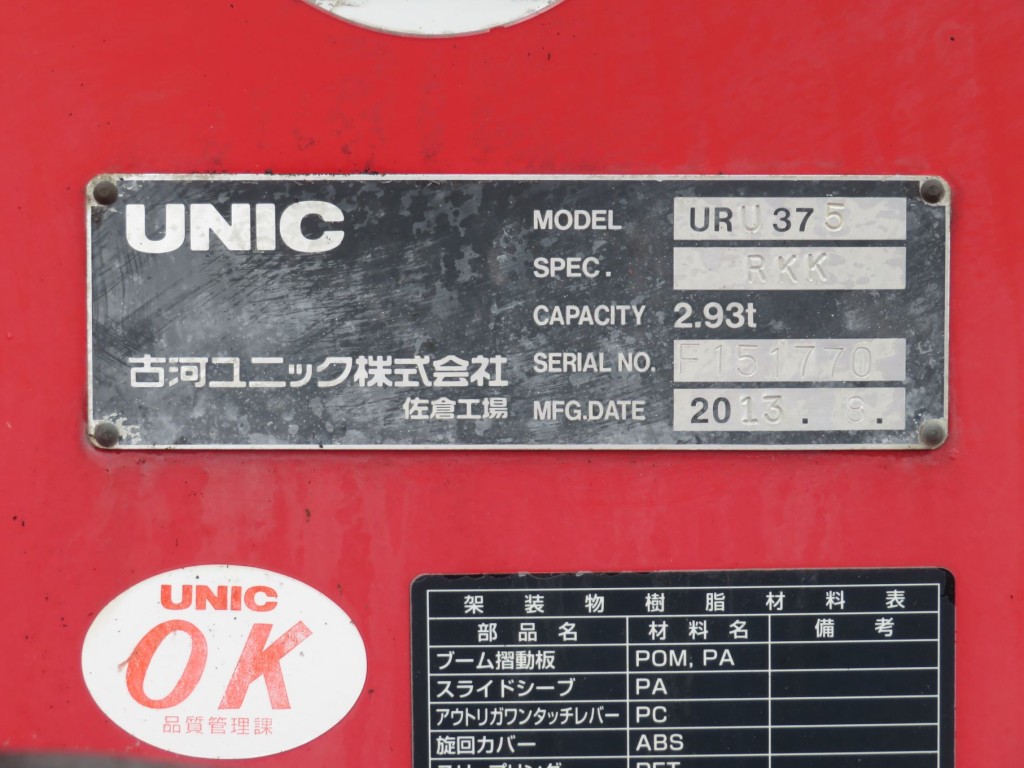 UNIC
MODEL URU375
SPEC. RKK
CAPACITY 2.93t
SERIAL NO. F151770
MFG.DATE 2013. 8.
古河ユニック株式会社
佐倉工場
UNIC
OK
品質管理課
架装物樹脂材料表
部品名 材料名 備考
ブーム摺動板 POM, PA
スライドシーブ PA
アウトリガワンタッチレバー PC
旋回カバー ABS